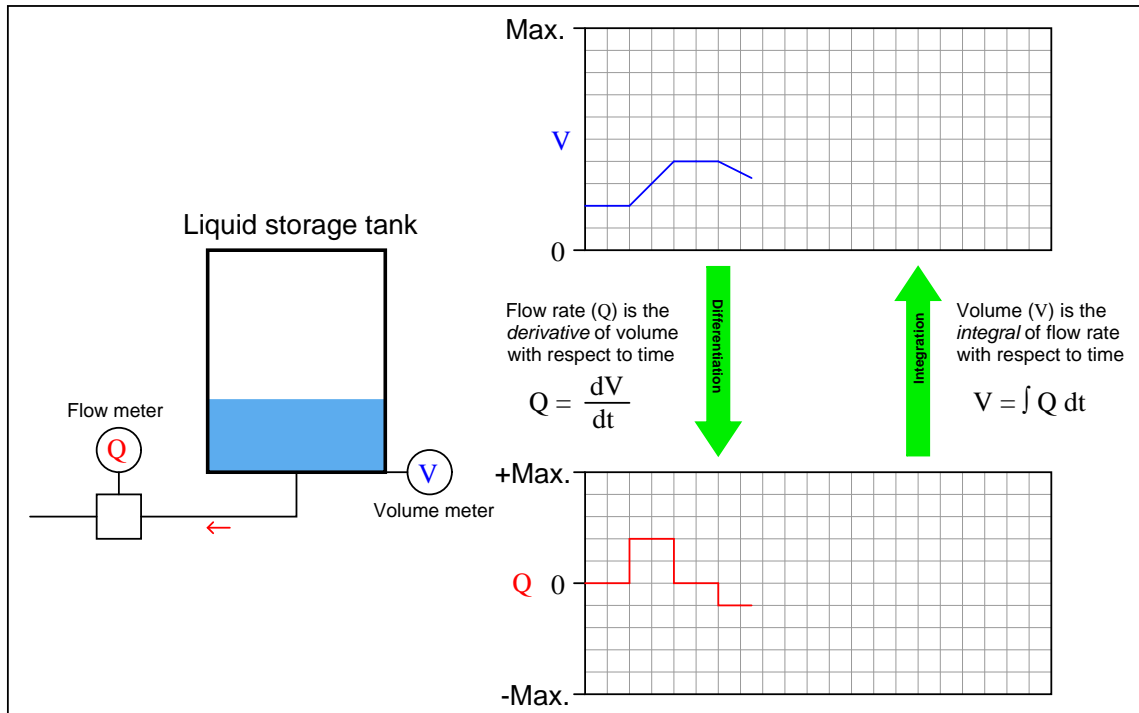 Max.
V
0
Liquid storage tank
Flow meter
Q
V
Volume meter
Flow rate (Q) is the
derivative of volume
with respect to time
Q = dV
dt
Differentiation
Integration
Volume (V) is the
integral of flow rate
with respect to time
V = ∫ Q dt
+Max.
Q 0
-Max.